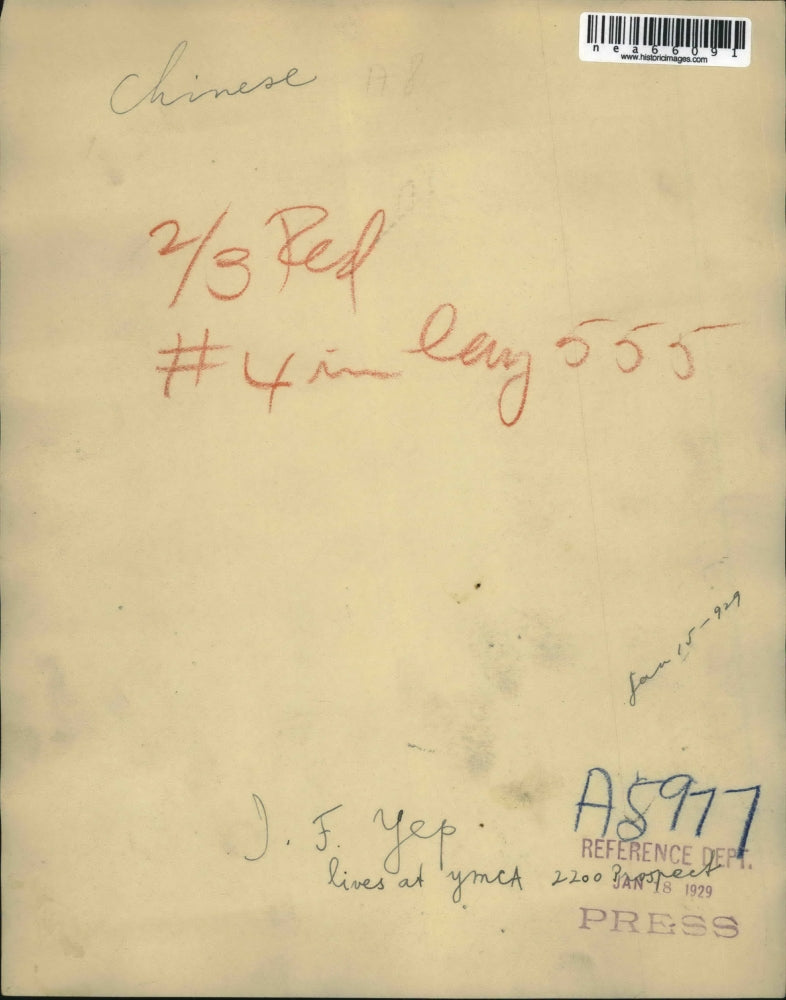 nea66091
www.historicimages.com
Chinese
2/3 Red
#4 in long 555
Jan 15-929
J. F. Yep.
lives at YMCA 2200 Prospect
A5977
REFERENCE DEPT.
JAN 18 1929
PRESS